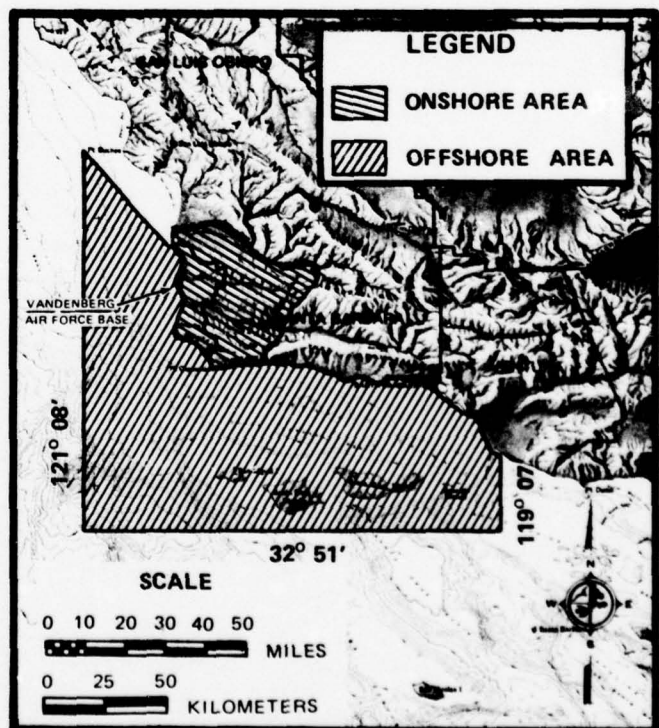 LEGEND
SAN LUIS OBISPO
ONSHORE AREA
OFFSHORE AREA
VANDENBERG
AIR FORCE BASE
121° 08'
119° 07'
32° 51'
SCALE
0 10 20 30 40 50
MILES
0 25 50
KILOMETERS
N
W E
S